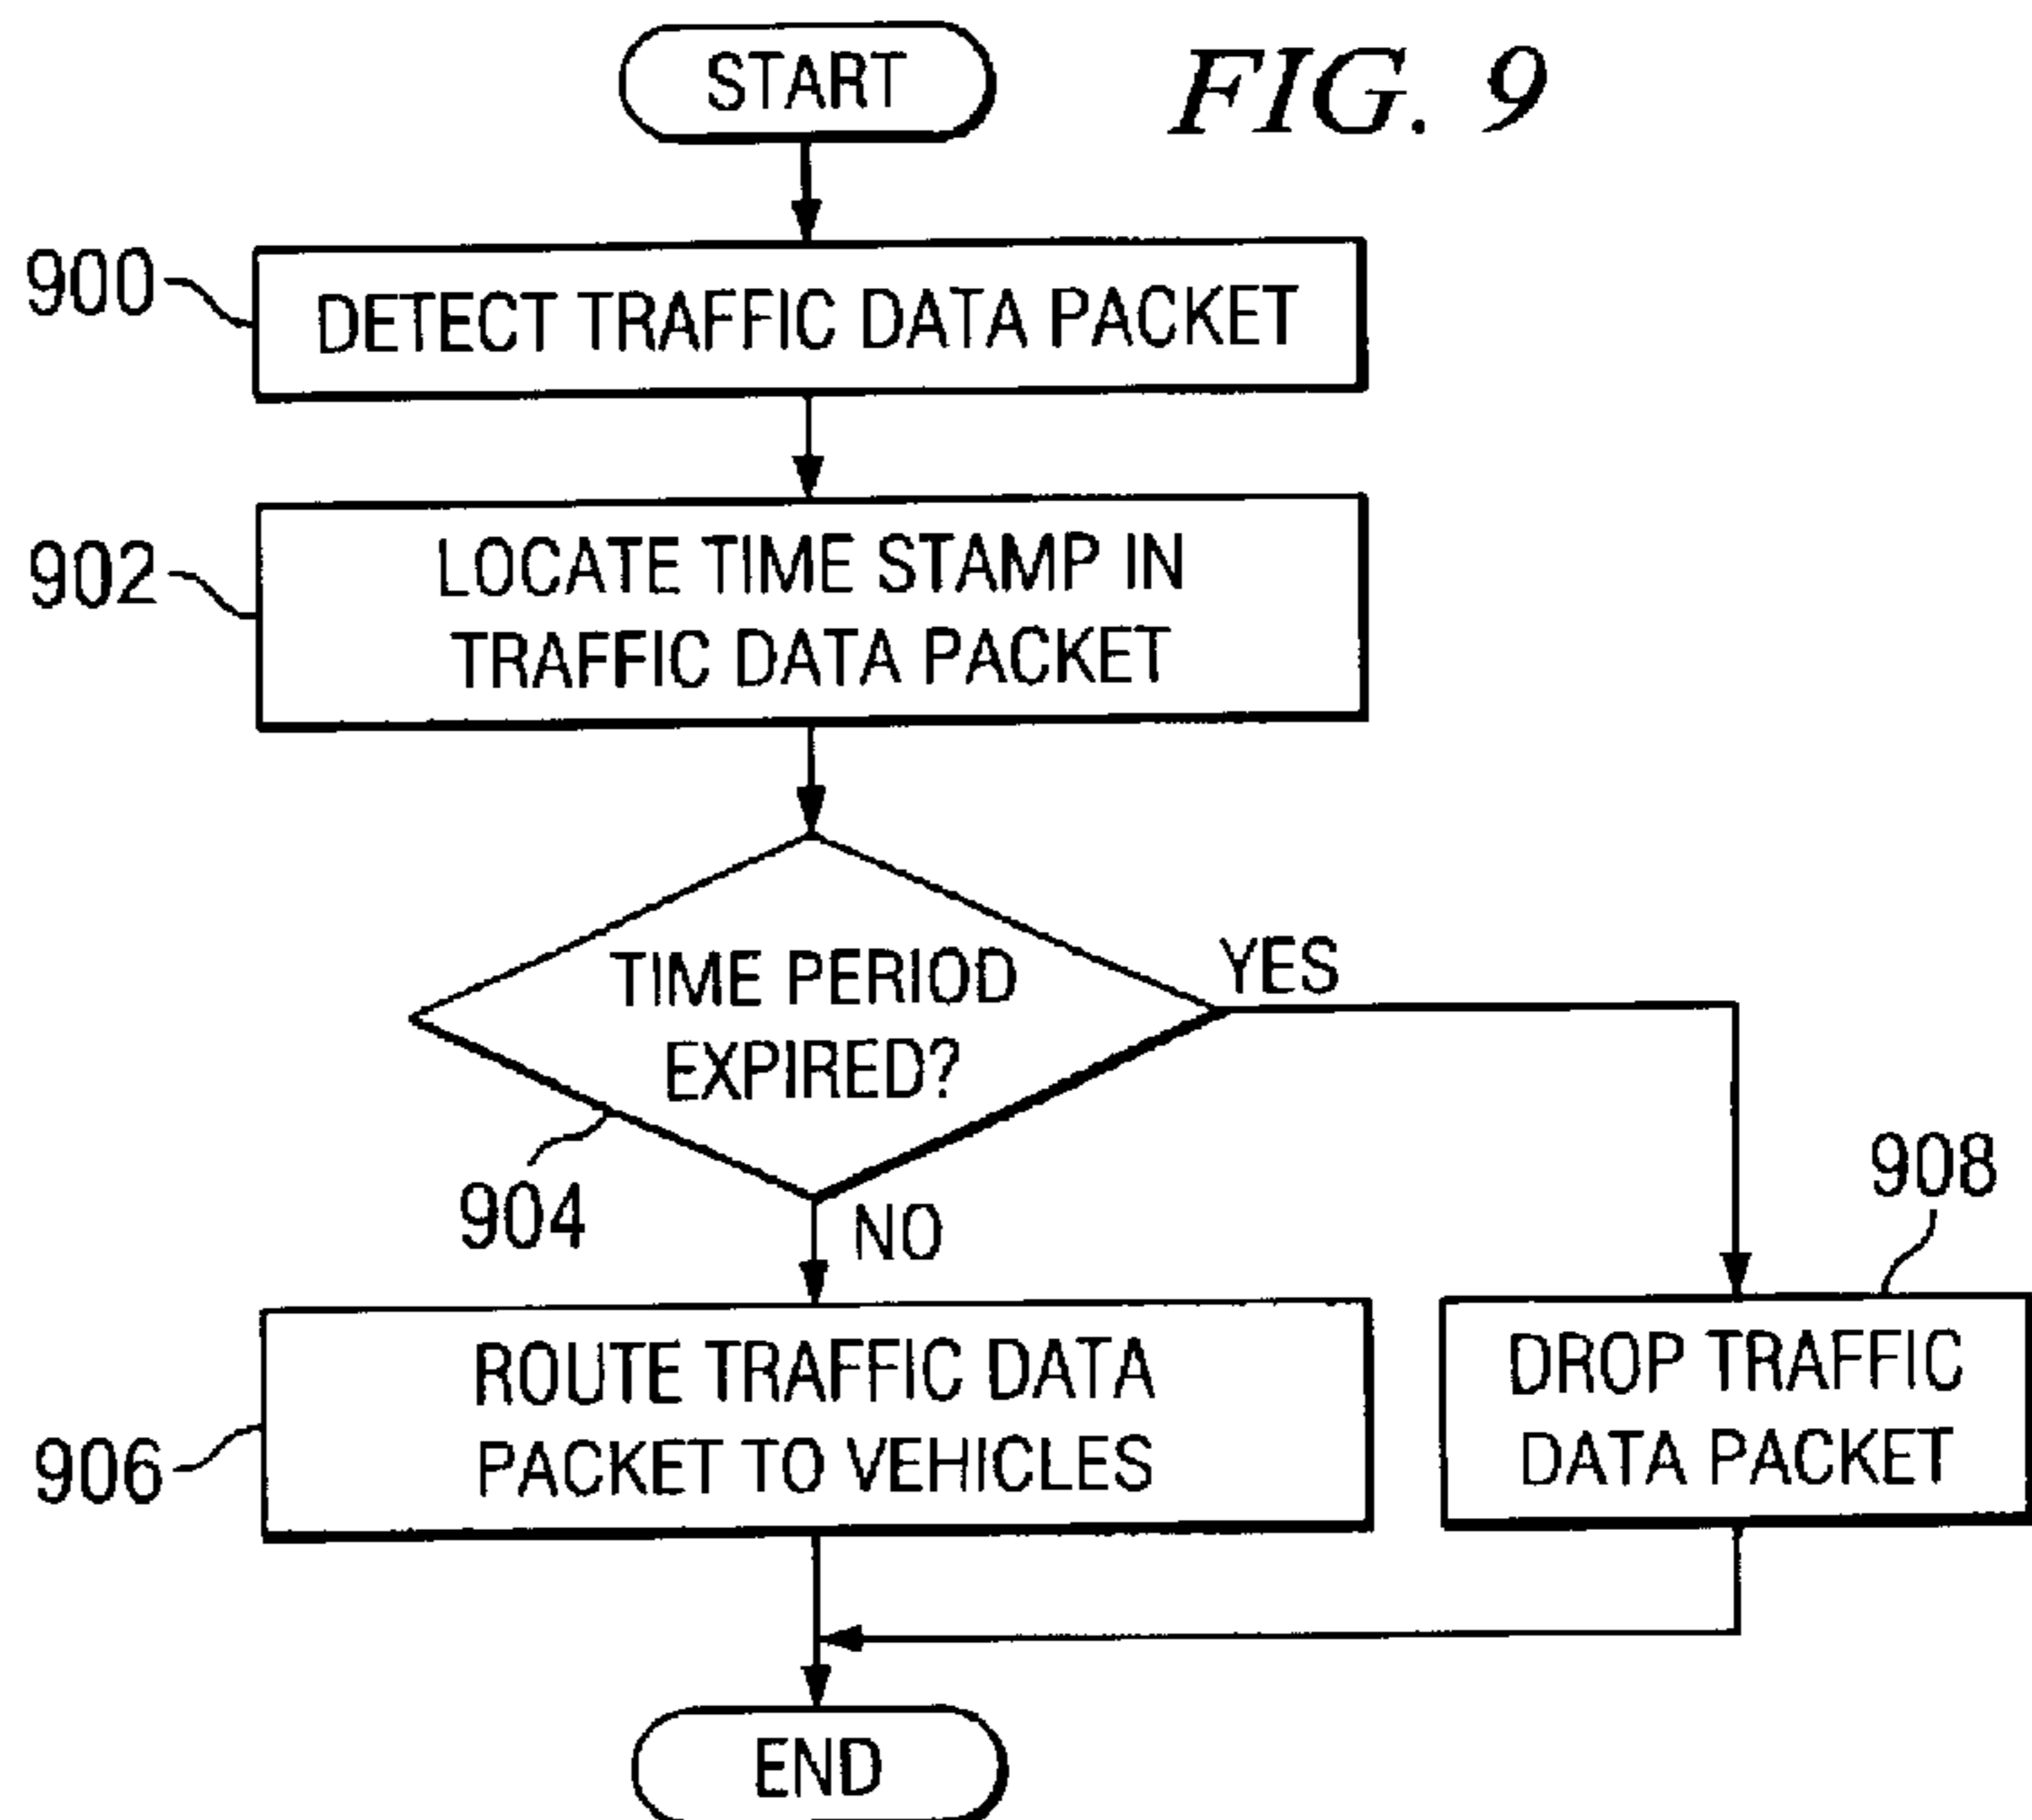 START
FIG. 9
900
DETECT TRAFFIC DATA PACKET
902
LOCATE TIME STAMP IN
TRAFFIC DATA PACKET
TIME PERIOD
EXPIRED?
YES
904
NO
908
906
ROUTE TRAFFIC DATA
PACKET TO VEHICLES
DROP TRAFFIC
DATA PACKET
END